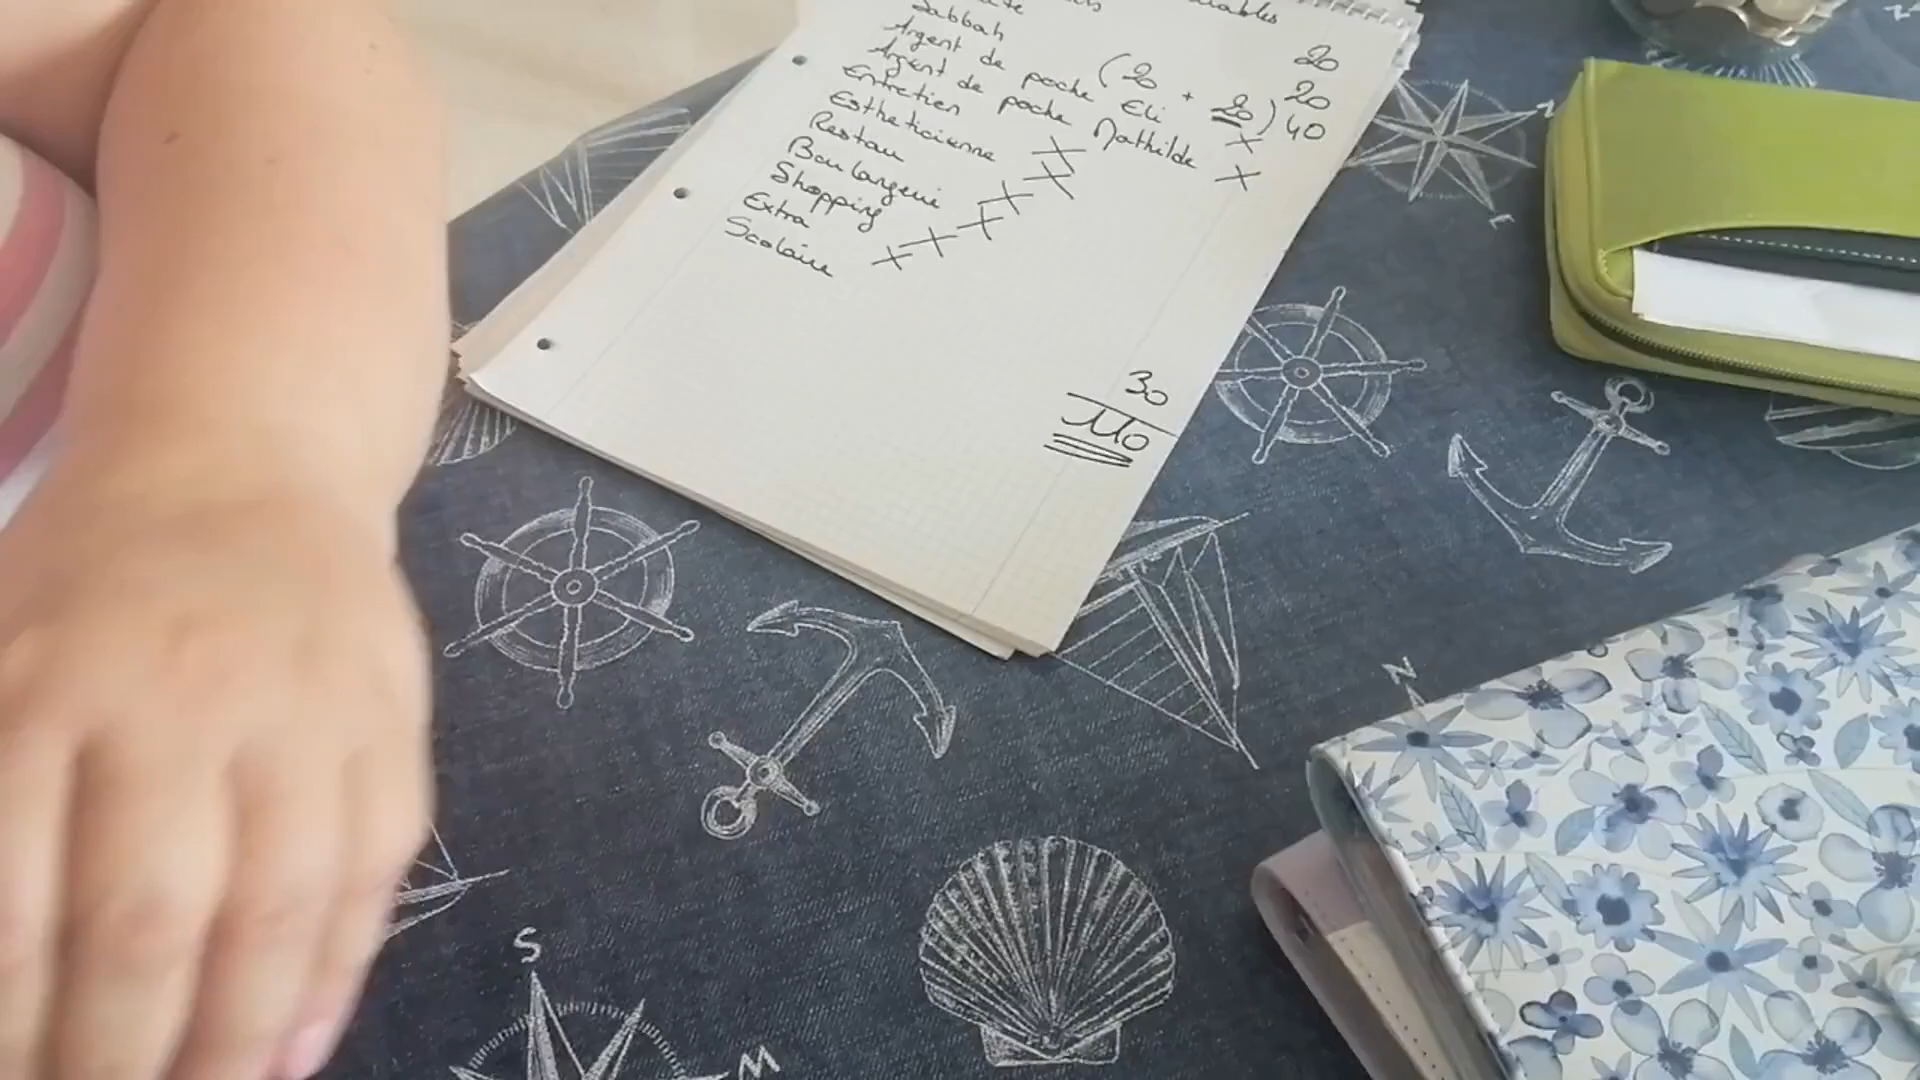 20
20
Sabbah (20 + 20) 40
Argent de poche Eli X
Argent de poche Mathilde X
Entretien X
Estheticienne X
Restau X
Boulangerie X
Shopping X
Extra X
Scolaire 30
110
N
S
M